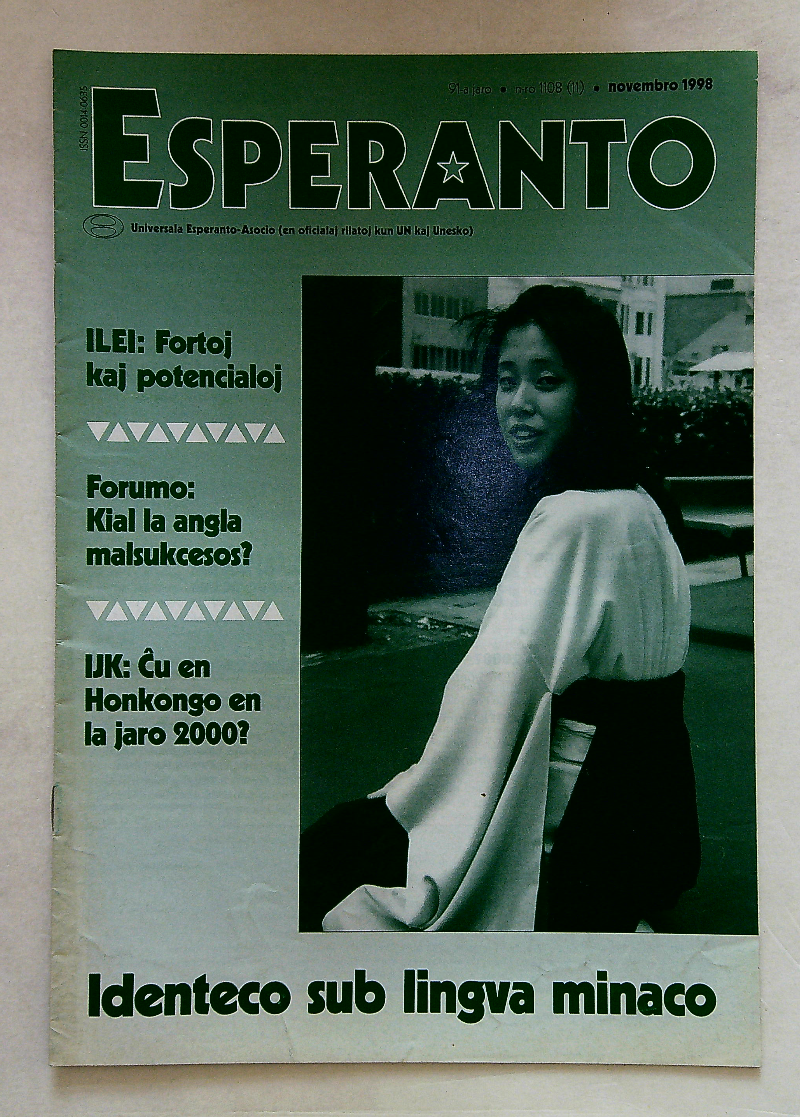 91-a jaro • n-ro 1108 (11) • novembro 1998
ISSN 0014-0635
ESPERANTO
Universala Esperanto-Asocio (en oficialaj rilatoj kun UN kaj Unesko)
ILEI: Fortoj
kaj potencialoj
Forumo:
Kial la angla
malsukcesos?
IJK: Ĉu en
Honkongo en
la jaro 2000?
Identeco sub lingva minaco